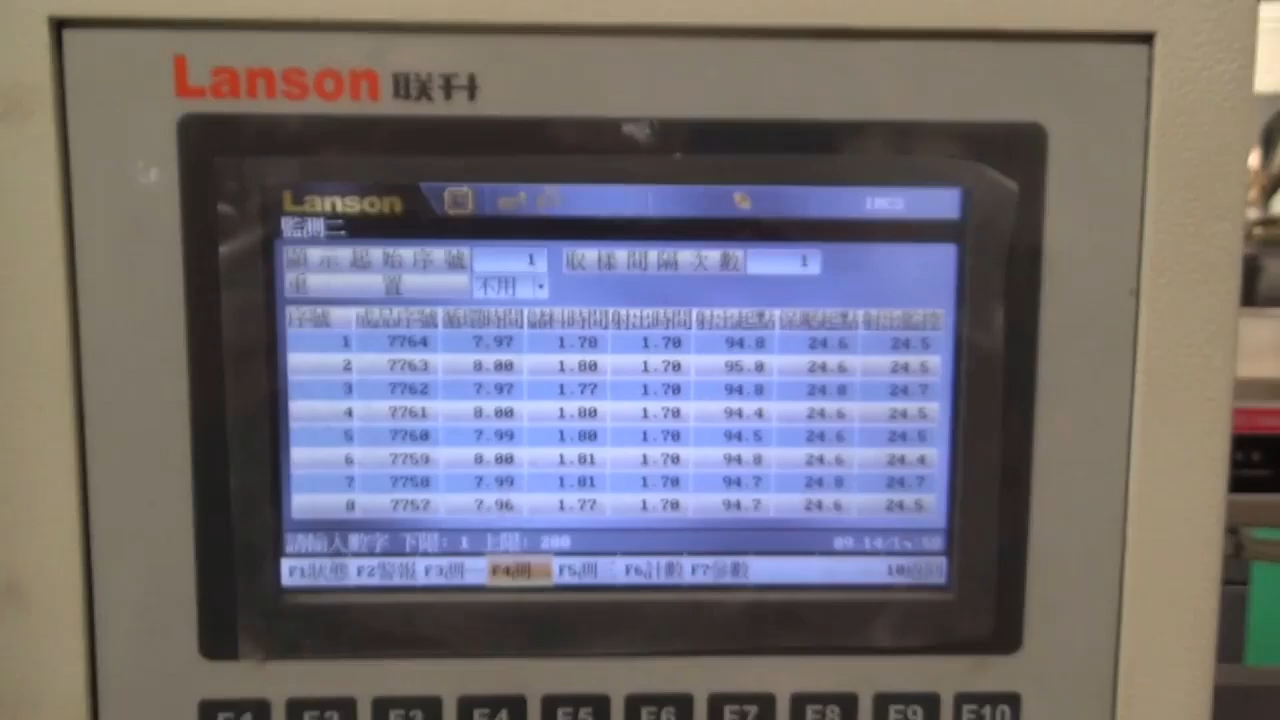 Lanson 联升
Lanson
監測二
顯示起始序號 1 取樣間隔次數 1
重置 不用
序號 成品序號 循環時間 儲料時間 射出時間 射出起點 保壓起點 射出監控
1 7764 7.97 1.78 1.70 94.8 24.6 24.5
2 7763 8.00 1.80 1.70 95.0 24.6 24.5
3 7762 7.97 1.77 1.70 94.8 24.8 24.7
4 7761 8.00 1.80 1.70 94.4 24.6 24.5
5 7760 7.99 1.80 1.70 94.5 24.6 24.5
6 7759 8.00 1.81 1.70 94.8 24.6 24.4
7 7758 7.99 1.81 1.70 94.7 24.8 24.7
8 7757 7.96 1.77 1.70 94.7 24.6 24.5
請輸入數字 下限: 1 上限: 200
F1狀態 F2警報 F3測一 F4測二 F5測三 F6計數 F7參數
F1 F2 F3 F4 F5 F6 F7 F8 F9 F10